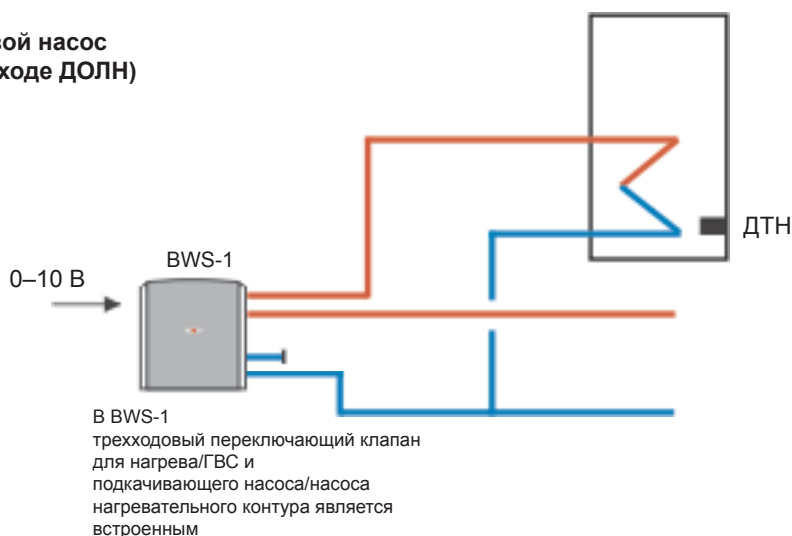 вой насос
ходе ДОЛН)
ДТН
BWS-1
0–10 В
В BWS-1
трехходовый переключающий клапан
для нагрева/ГВС и
подкачивающего насоса/насоса
нагревательного контура является
встроенным